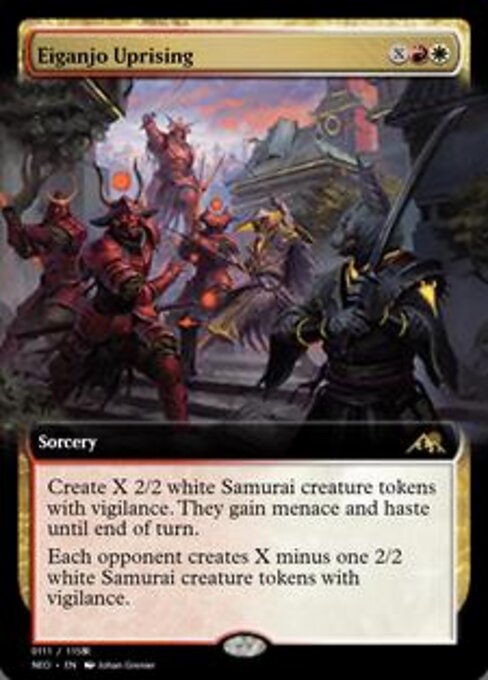 Eiganjo Uprising X
Sorcery
Create X 2/2 white Samurai creature tokens
with vigilance. They gain menace and haste
until end of turn.
Each opponent creates X minus one 2/2
white Samurai creature tokens with
vigilance.
NEO • EN Johan Grenier